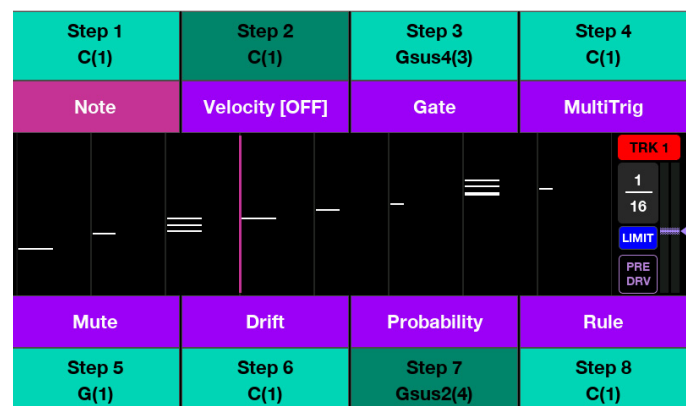 Step 1
C(1)
Step 2
C(1)
Step 3
Gsus4(3)
Step 4
C(1)
Note
Velocity [OFF]
Gate
MultiTrig
TRK 1
1
16
LIMIT
PRE
DRV
Mute
Drift
Probability
Rule
Step 5
G(1)
Step 6
C(1)
Step 7
Gsus2(4)
Step 8
C(1)